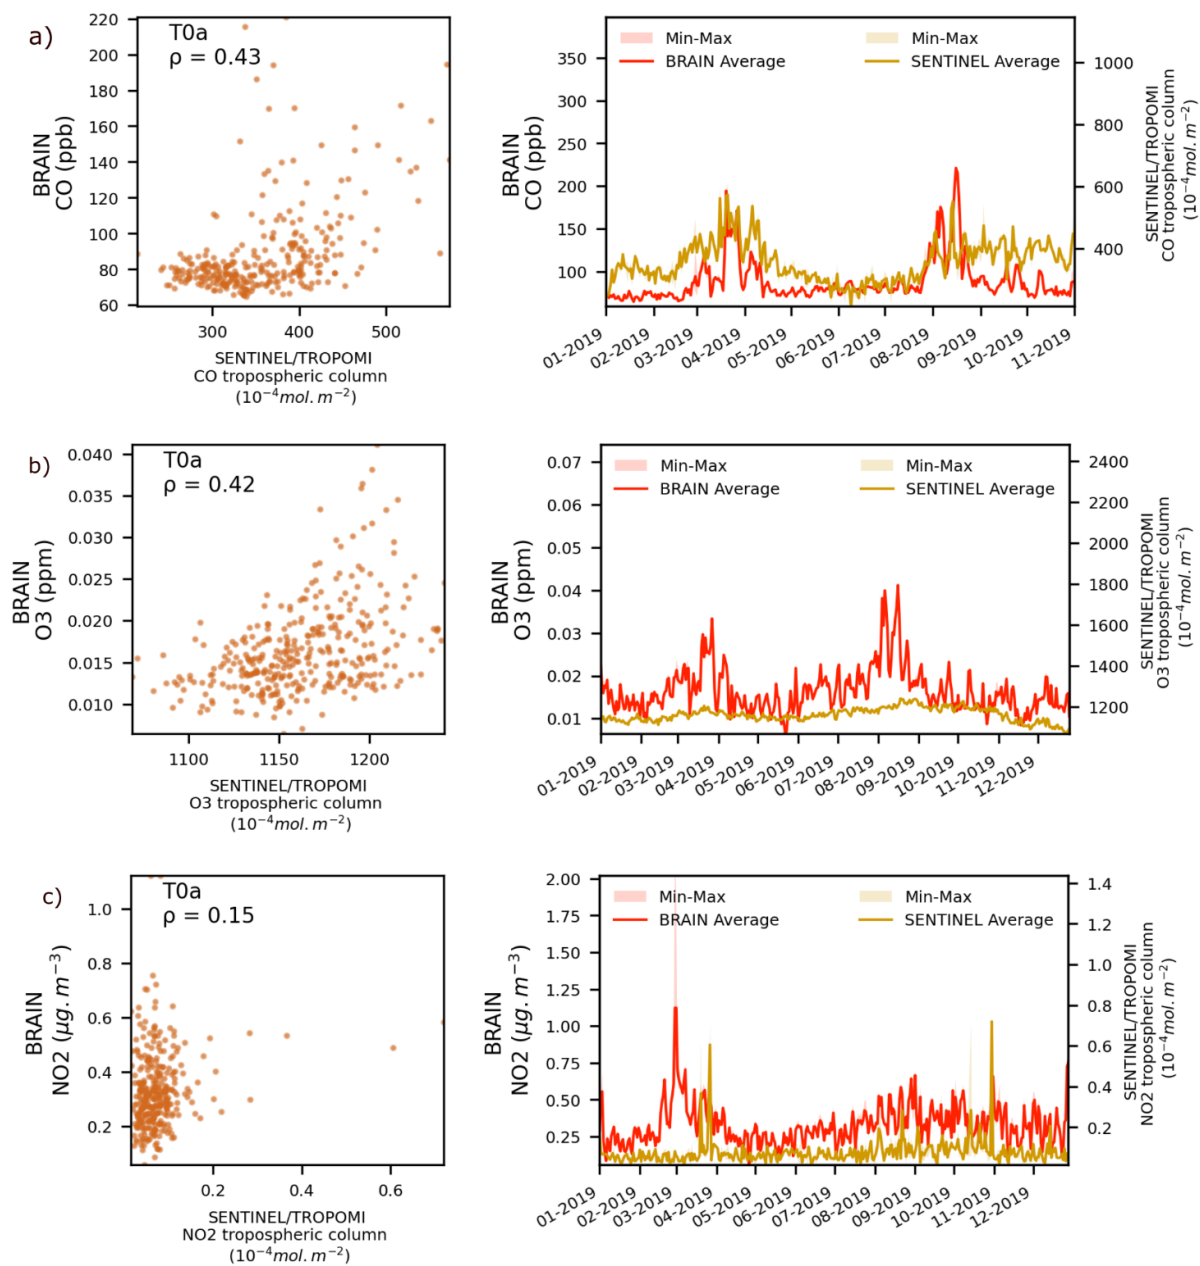 a)
T0a
ρ = 0.43
BRAIN
CO (ppb)
220
200
180
160
140
120
100
80
60
300
400
500
SENTINEL/TROPOMI
CO tropospheric column
(10⁻⁴mol.m⁻²)
Min-Max
BRAIN Average
Min-Max
SENTINEL Average
BRAIN
CO (ppb)
350
300
250
200
150
100
1000
800
600
400
SENTINEL/TROPOMI
CO tropospheric column
(10⁻⁴mol.m⁻²)
01-2019
02-2019
03-2019
04-2019
05-2019
06-2019
07-2019
08-2019
09-2019
10-2019
11-2019
b)
T0a
ρ = 0.42
BRAIN
O3 (ppm)
0.040
0.035
0.030
0.025
0.020
0.015
0.010
1100
1150
1200
SENTINEL/TROPOMI
O3 tropospheric column
(10⁻⁴mol.m⁻²)
Min-Max
BRAIN Average
Min-Max
SENTINEL Average
BRAIN
O3 (ppm)
0.07
0.06
0.05
0.04
0.03
0.02
0.01
2400
2200
2000
1800
1600
1400
1200
SENTINEL/TROPOMI
O3 tropospheric column
(10⁻⁴mol.m⁻²)
01-2019
02-2019
03-2019
04-2019
05-2019
06-2019
07-2019
08-2019
09-2019
10-2019
11-2019
12-2019
c)
T0a
ρ = 0.15
BRAIN
NO2 (μg.m⁻³)
1.0
0.8
0.6
0.4
0.2
0.2
0.4
0.6
SENTINEL/TROPOMI
NO2 tropospheric column
(10⁻⁴mol.m⁻²)
Min-Max
BRAIN Average
Min-Max
SENTINEL Average
BRAIN
NO2 (μg.m⁻³)
2.00
1.75
1.50
1.25
1.00
0.75
0.50
0.25
1.4
1.2
1.0
0.8
0.6
0.4
0.2
SENTINEL/TROPOMI
NO2 tropospheric column
(10⁻⁴mol.m⁻²)
01-2019
02-2019
03-2019
04-2019
05-2019
06-2019
07-2019
08-2019
09-2019
10-2019
11-2019
12-2019